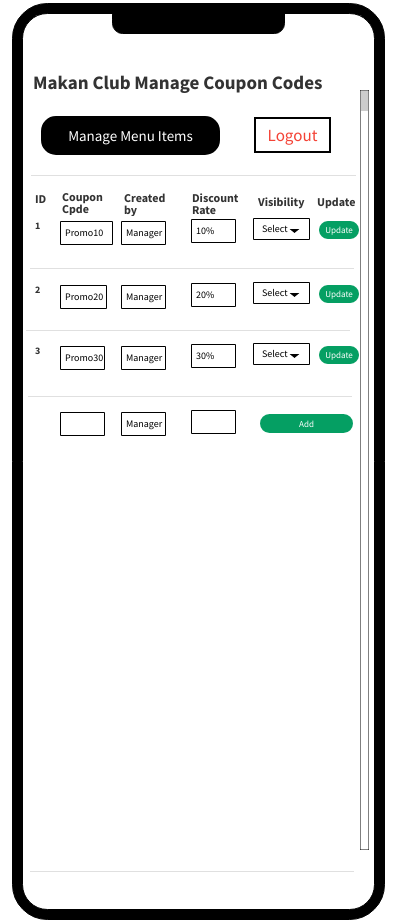 Makan Club Manage Coupon Codes
Manage Menu Items Logout
ID Coupon Cpde Created by Discount Rate Visibility Update
1 Promo10 Manager 10% Select Update
2 Promo20 Manager 20% Select Update
3 Promo30 Manager 30% Select Update
Manager Add